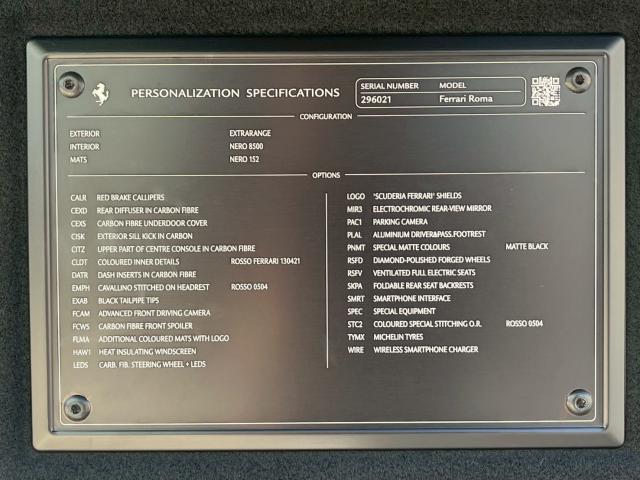 PERSONALIZATION SPECIFICATIONS
SERIAL NUMBER MODEL
296021 Ferrari Roma
CONFIGURATION
EXTERIOR EXTRARANGE
INTERIOR NERO 8500
MATS NERO 152
OPTIONS
CALR RED BRAKE CALLIPERS
CEXD REAR DIFFUSER IN CARBON FIBRE
CEXS CARBON FIBRE UNDERDOOR COVER
CISK EXTERIOR SILL KICK IN CARBON
CITZ UPPER PART OF CENTRE CONSOLE IN CARBON FIBRE
CLDT COLOURED INNER DETAILS ROSSO FERRARI 130421
DATR DASH INSERTS IN CARBON FIBRE
EMPH CAVALLINO STITCHED ON HEADREST ROSSO 0504
EXAB BLACK TAILPIPE TIPS
FCAM ADVANCED FRONT DRIVING CAMERA
FCWS CARBON FIBRE FRONT SPOILER
FLMA ADDITIONAL COLOURED MATS WITH LOGO
HAW1 HEAT INSULATING WINDSCREEN
LEDS CARB. FIB. STEERING WHEEL + LEDS
LOGO 'SCUDERIA FERRARI' SHIELDS
MIR3 ELECTROCHROMIC REAR-VIEW MIRROR
PAC1 PARKING CAMERA
PLAL ALUMINIUM DRIVER&PASS.FOOTREST
PNMT SPECIAL MATTE COLOURS MATTE BLACK
RSFD DIAMOND-POLISHED FORGED WHEELS
RSFV VENTILATED FULL ELECTRIC SEATS
SKPA FOLDABLE REAR SEAT BACKRESTS
SMRT SMARTPHONE INTERFACE
SPEC SPECIAL EQUIPMENT
STC2 COLOURED SPECIAL STITCHING O.R. ROSSO 0504
TYMX MICHELIN TYRES
WIRE WIRELESS SMARTPHONE CHARGER